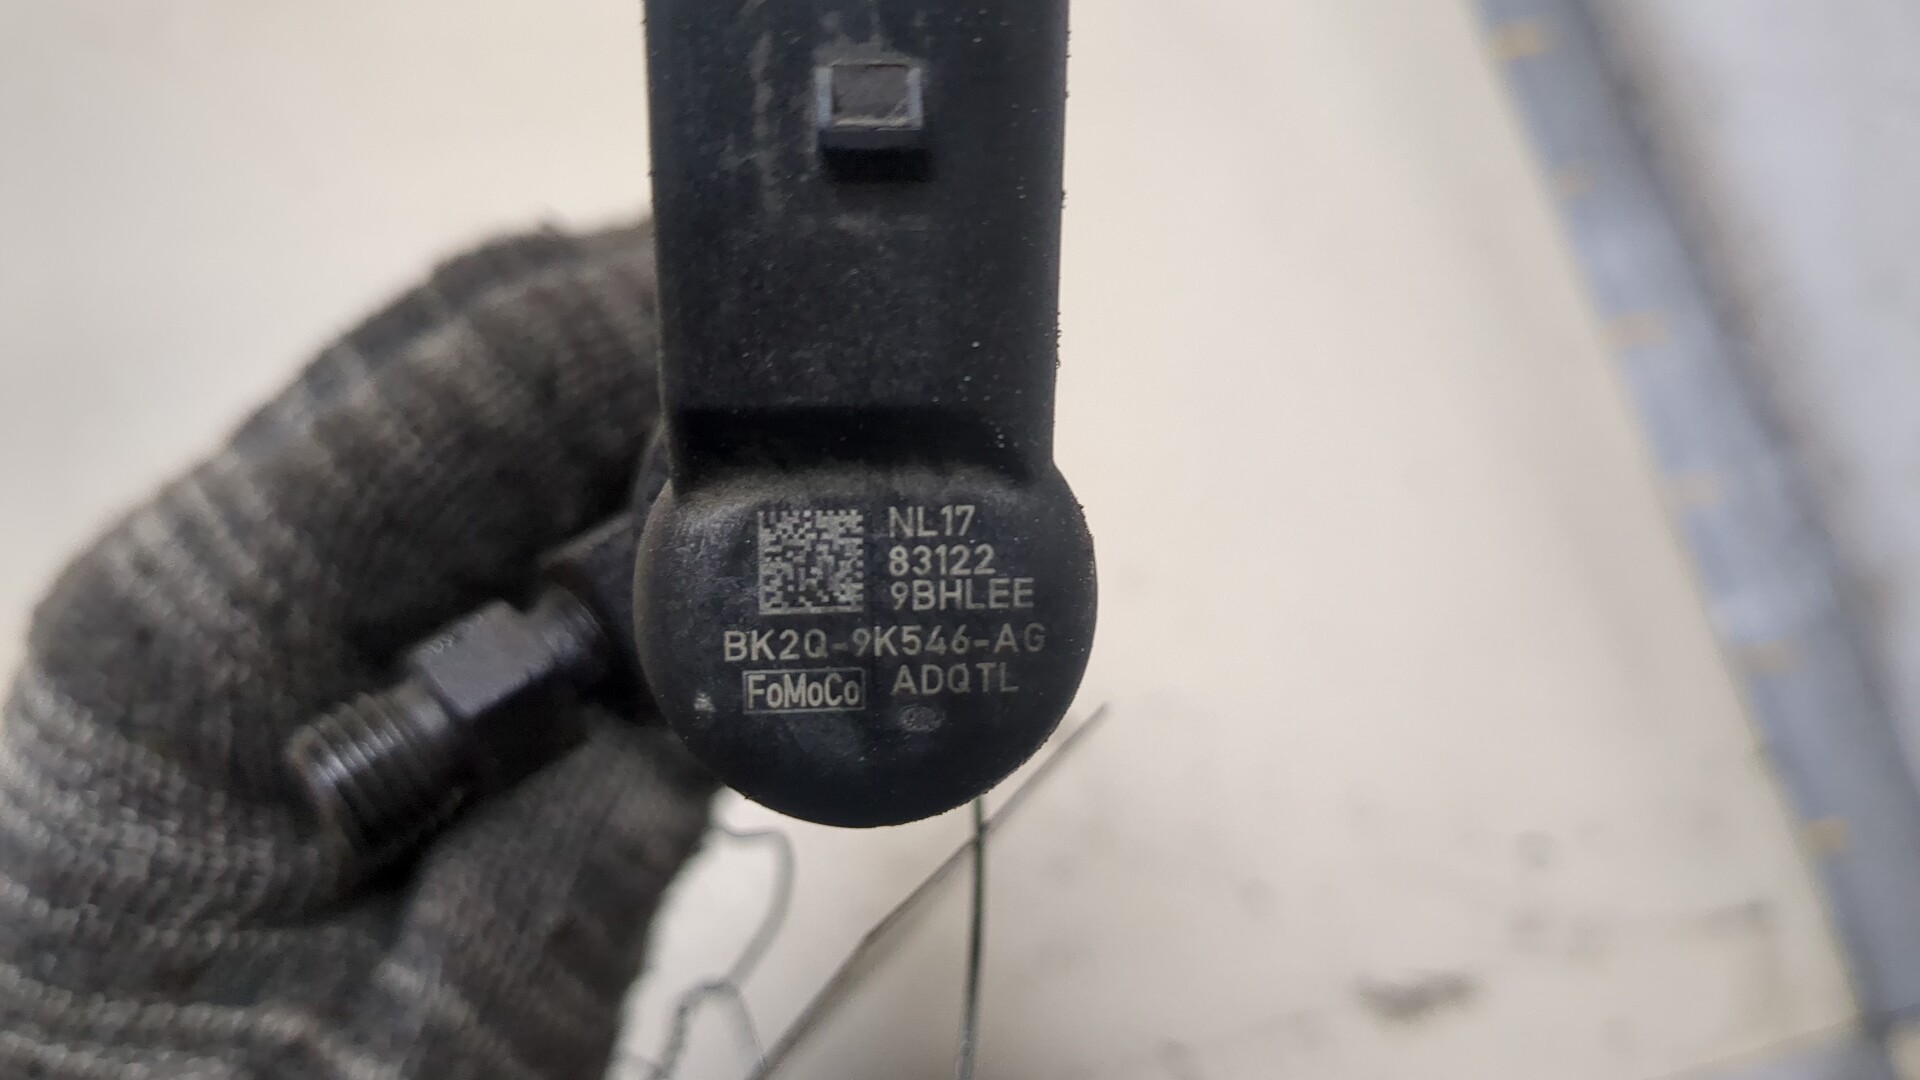 NL17
83122
9BHLEE
BK2Q-9K546-AG
FoMoCo ADQTL